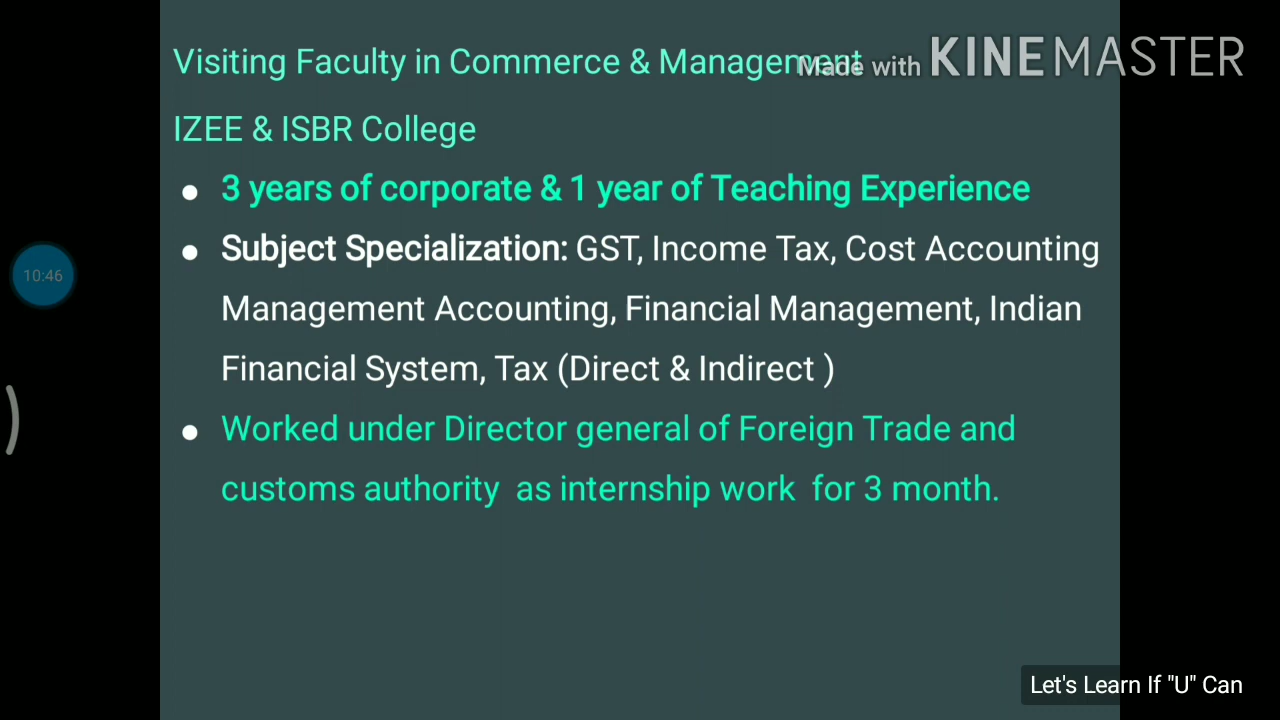 Visiting Faculty in Commerce & Management
Made with KINEMASTER
IZEE & ISBR College
● 3 years of corporate & 1 year of Teaching Experience
● Subject Specialization: GST, Income Tax, Cost Accounting
Management Accounting, Financial Management, Indian
Financial System, Tax (Direct & Indirect )
● Worked under Director general of Foreign Trade and
customs authority as internship work for 3 month.
10:46
Let's Learn If "U" Can